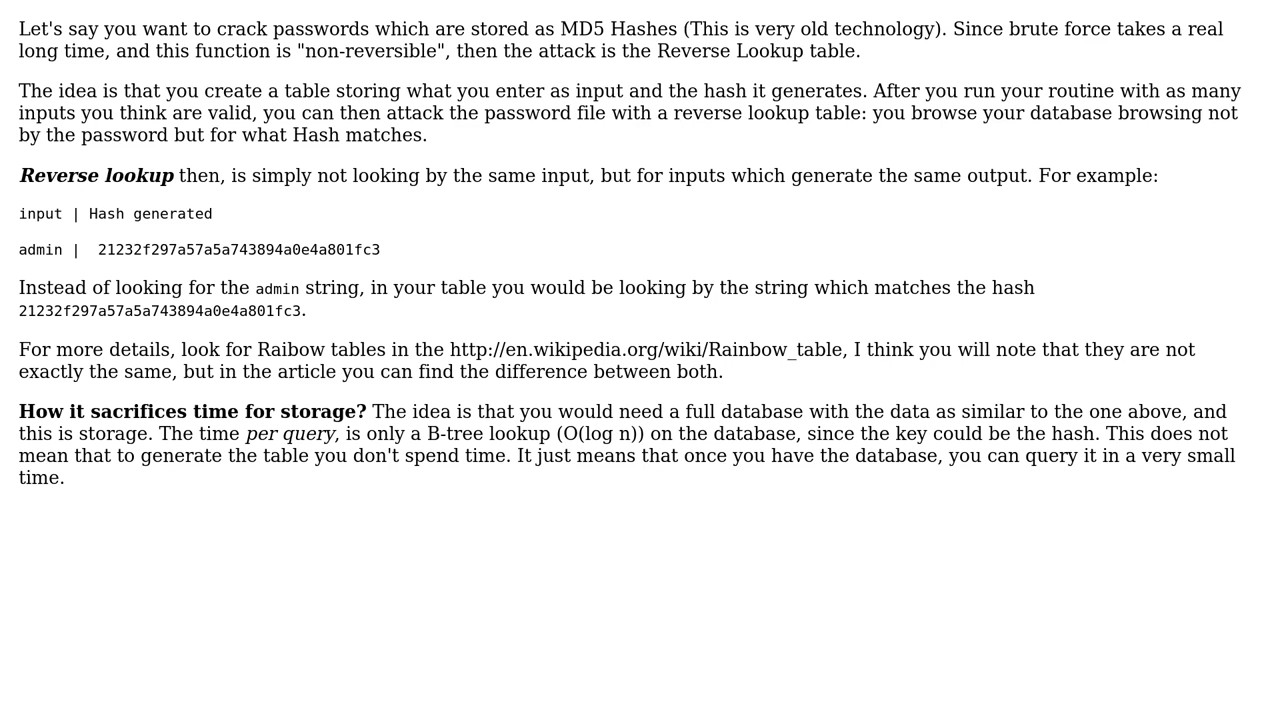 Let's say you want to crack passwords which are stored as MD5 Hashes (This is very old technology). Since brute force takes a real
long time, and this function is "non-reversible", then the attack is the Reverse Lookup table.
The idea is that you create a table storing what you enter as input and the hash it generates. After you run your routine with as many
inputs you think are valid, you can then attack the password file with a reverse lookup table: you browse your database browsing not
by the password but for what Hash matches.
Reverse lookup then, is simply not looking by the same input, but for inputs which generate the same output. For example:
input | Hash generated
admin |  21232f297a57a5a743894a0e4a801fc3
Instead of looking for the admin string, in your table you would be looking by the string which matches the hash
21232f297a57a5a743894a0e4a801fc3.
For more details, look for Raibow tables in the http://en.wikipedia.org/wiki/Rainbow_table, I think you will note that they are not
exactly the same, but in the article you can find the difference between both.
How it sacrifices time for storage? The idea is that you would need a full database with the data as similar to the one above, and
this is storage. The time per query, is only a B-tree lookup (O(log n)) on the database, since the key could be the hash. This does not
mean that to generate the table you don't spend time. It just means that once you have the database, you can query it in a very small
time.